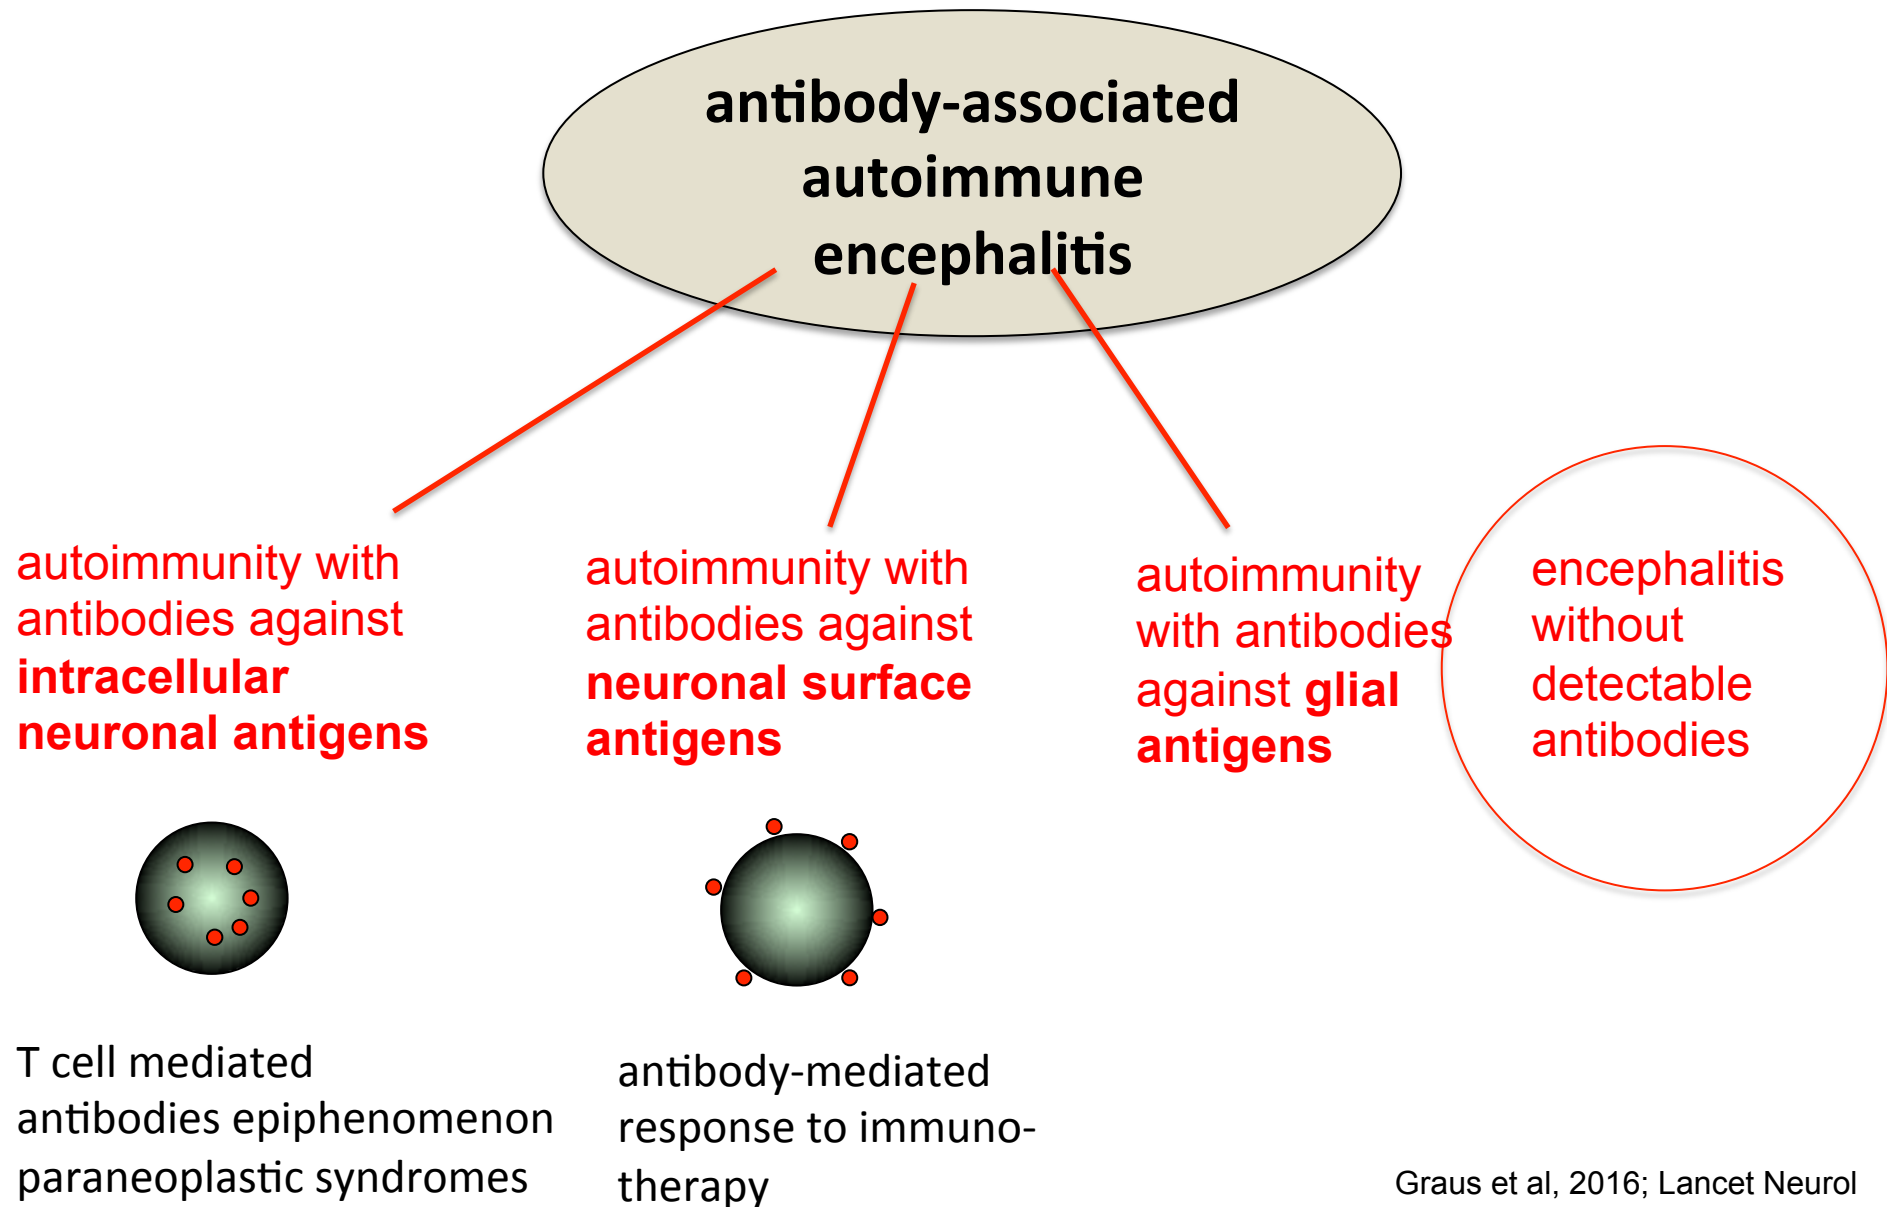 antibody-associated
autoimmune
encephalitis
autoimmunity with
antibodies against
intracellular
neuronal antigens
autoimmunity with
antibodies against
neuronal surface
antigens
autoimmunity
with antibodies
against glial
antigens
encephalitis
without
detectable
antibodies
T cell mediated
antibodies epiphenomenon
paraneoplastic syndromes
antibody-mediated
response to immuno-
therapy
Graus et al, 2016; Lancet Neurol